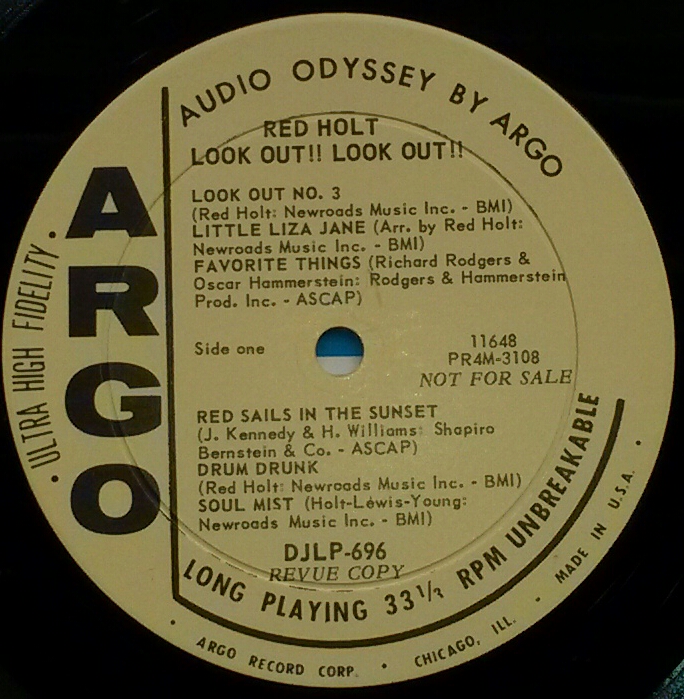 AUDIO ODYSSEY BY ARGO
RED HOLT
LOOK OUT!! LOOK OUT!!
LOOK OUT NO. 3
(Red Holt: Newroads Music Inc. - BMI)
LITTLE LIZA JANE (Arr. by Red Holt:
Newroads Music Inc. - BMI)
FAVORITE THINGS (Richard Rodgers &
Oscar Hammerstein: Rodgers & Hammerstein
Prod. Inc. - ASCAP)
ARGO
· ULTRA HIGH FIDELITY ·
Side one
11648
PR4M-3108
NOT FOR SALE
RED SAILS IN THE SUNSET
(J. Kennedy & H. Williams: Shapiro
Bernstein & Co. - ASCAP)
DRUM DRUNK
(Red Holt: Newroads Music Inc. - BMI)
SOUL MIST (Holt-Léwis-Young:
Newroads Music Inc. - BMI)
DJLP-696
REVUE COPY
LONG PLAYING 33⅓ RPM UNBREAKABLE
· ARGO RECORD CORP. · CHICAGO, ILL. · MADE IN U.S.A. ·